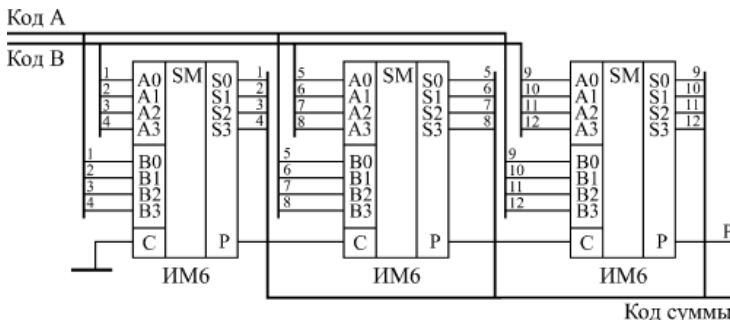 Код A
Код B
1 A0 SM S0 1
2 A1 S1 2
3 A2 S2 3
4 A3 S3 4
1 B0
2 B1
3 B2
4 B3
C P
ИМ6
5 A0 SM S0 5
6 A1 S1 6
7 A2 S2 7
8 A3 S3 8
5 B0
6 B1
7 B2
8 B3
C P
ИМ6
9 A0 SM S0 9
10 A1 S1 10
11 A2 S2 11
12 A3 S3 12
9 B0
10 B1
11 B2
12 B3
C P
ИМ6
P
Код суммы